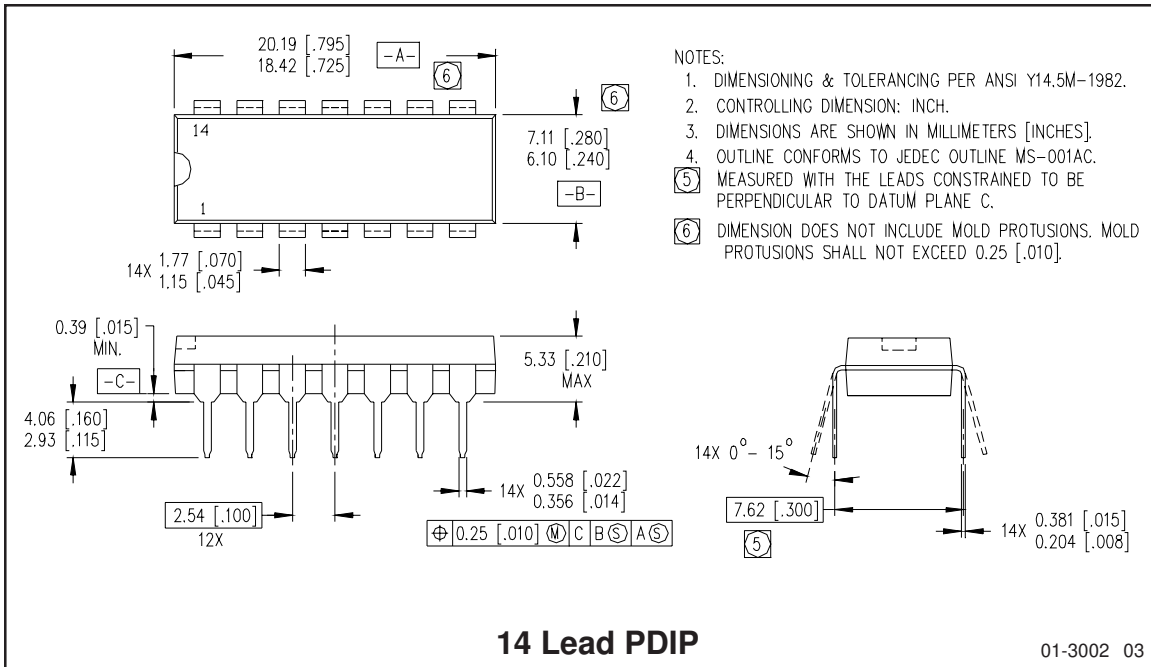 20.19 [.795]
18.42 [.725]
-A-
6
6
14
1
7.11 [.280]
6.10 [.240]
-B-
14X 1.77 [.070]
1.15 [.045]
NOTES:
1. DIMENSIONING & TOLERANCING PER ANSI Y14.5M-1982.
2. CONTROLLING DIMENSION: INCH.
3. DIMENSIONS ARE SHOWN IN MILLIMETERS [INCHES].
4. OUTLINE CONFORMS TO JEDEC OUTLINE MS-001AC.
5 MEASURED WITH THE LEADS CONSTRAINED TO BE
PERPENDICULAR TO DATUM PLANE C.
6 DIMENSION DOES NOT INCLUDE MOLD PROTUSIONS. MOLD
PROTUSIONS SHALL NOT EXCEED 0.25 [.010].
0.39 [.015]
MIN.
-C-
4.06 [.160]
2.93 [.115]
5.33 [.210]
MAX
2.54 [.100]
12X
14X 0.558 [.022]
0.356 [.014]
⌖ 0.25 [.010] Ⓜ C B Ⓢ A Ⓢ
14X 0°- 15°
7.62 [.300]
5
14X 0.381 [.015]
0.204 [.008]
14 Lead PDIP
01-3002 03